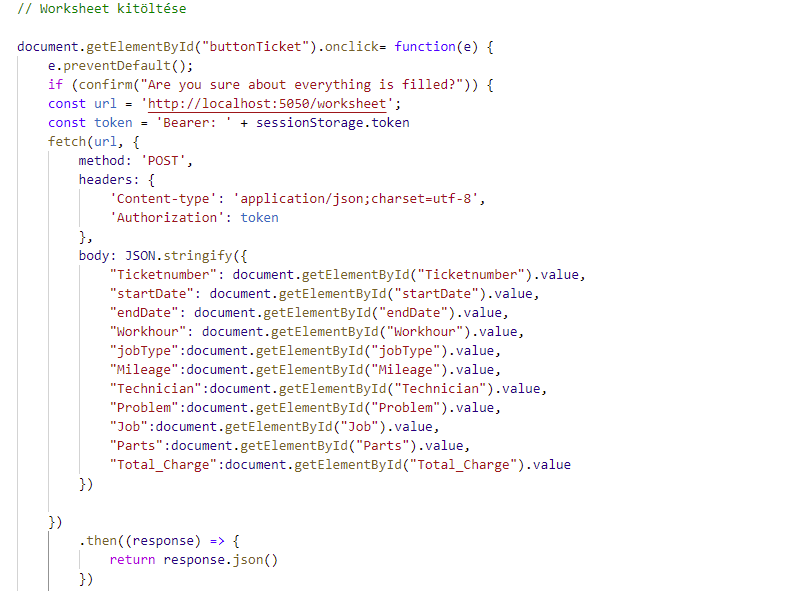 // Worksheet kitöltése
document.getElementById("buttonTicket").onclick= function(e) {
e.preventDefault();
if (confirm("Are you sure about everything is filled?")) {
const url = 'http://localhost:5050/worksheet';
const token = 'Bearer: ' + sessionStorage.token
fetch(url, {
method: 'POST',
headers: {
'Content-type': 'application/json;charset=utf-8',
'Authorization': token
},
body: JSON.stringify({
"Ticketnumber": document.getElementById("Ticketnumber").value,
"startDate": document.getElementById("startDate").value,
"endDate": document.getElementById("endDate").value,
"Workhour": document.getElementById("Workhour").value,
"jobType":document.getElementById("jobType").value,
"Mileage":document.getElementById("Mileage").value,
"Technician":document.getElementById("Technician").value,
"Problem":document.getElementById("Problem").value,
"Job":document.getElementById("Job").value,
"Parts":document.getElementById("Parts").value,
"Total_Charge":document.getElementById("Total_Charge").value
})
})
.then((response) => {
return response.json()
})